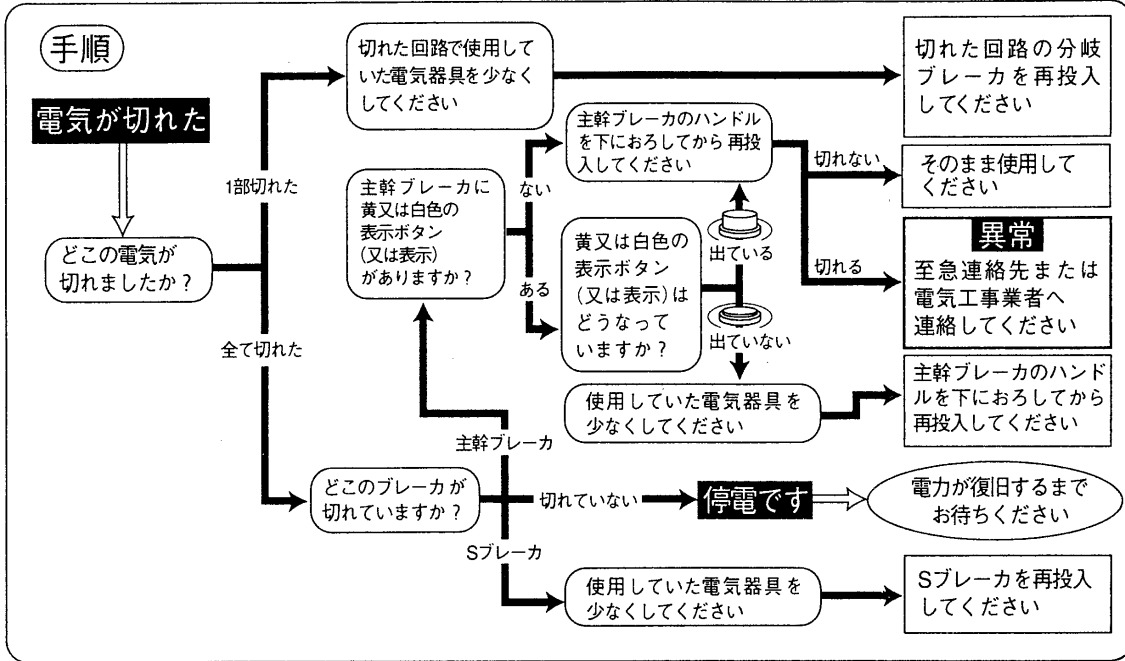 手順
電気が切れた
どこの電気が
切れましたか？
1部切れた
全て切れた
切れた回路で使用して
いた電気器具を少なく
してください
切れた回路の分岐
ブレーカを再投入
してください
主幹ブレーカに
黄又は白色の
表示ボタン
(又は表示)
がありますか？
ない
ある
主幹ブレーカのハンドル
を下におろしてから再投
入してください
黄又は白色の
表示ボタン
(又は表示)は
どうなって
いますか？
出ている
出ていない
切れない
切れる
そのまま使用して
ください
異常
至急連絡先または
電気工事業者へ
連絡してください
使用していた電気器具を
少なくしてください
主幹ブレーカのハンド
ルを下におろしてから
再投入してください
主幹ブレーカ
どこのブレーカが
切れていますか？
切れていない
停電です
電力が復旧するまで
お待ちください
Sブレーカ
使用していた電気器具を
少なくしてください
Sブレーカを再投入
してください